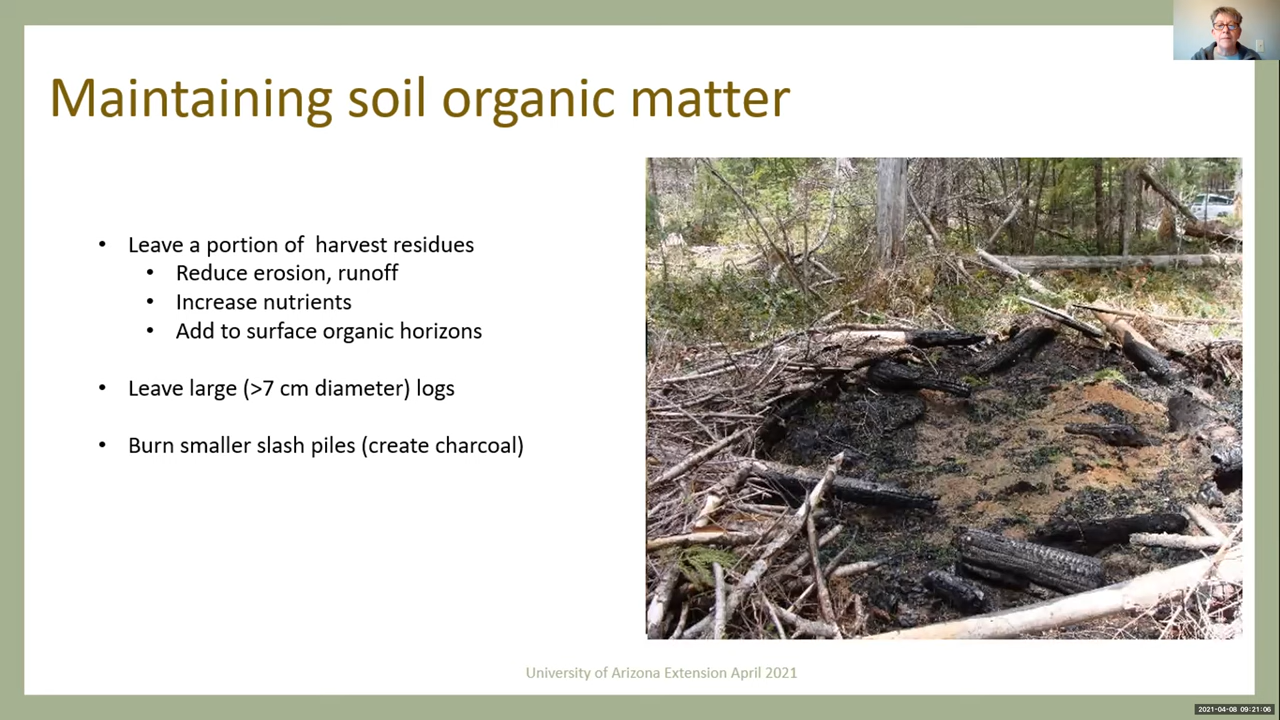 Maintaining soil organic matter
• Leave a portion of harvest residues
• Reduce erosion, runoff
• Increase nutrients
• Add to surface organic horizons
• Leave large (>7 cm diameter) logs
• Burn smaller slash piles (create charcoal)
University of Arizona Extension April 2021
2021-04-08 09:21:06